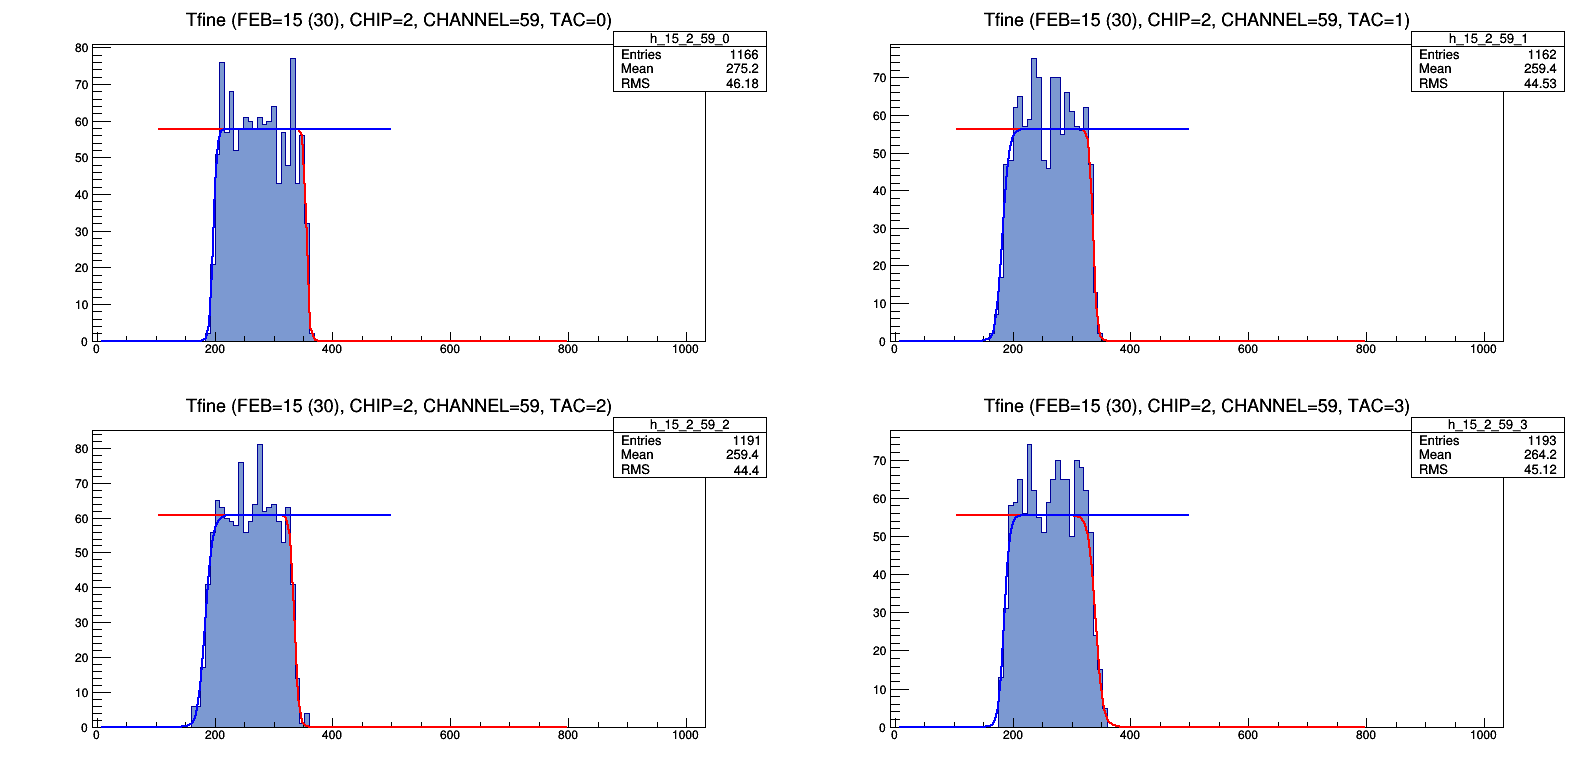 Tfine (FEB=15 (30), CHIP=2, CHANNEL=59, TAC=0)
h_15_2_59_0
Entries 1166
Mean 275.2
RMS 46.18
80
70
60
50
40
30
20
10
0
0 200 400 600 800 1000
Tfine (FEB=15 (30), CHIP=2, CHANNEL=59, TAC=1)
h_15_2_59_1
Entries 1162
Mean 259.4
RMS 44.53
70
60
50
40
30
20
10
0
0 200 400 600 800 1000
Tfine (FEB=15 (30), CHIP=2, CHANNEL=59, TAC=2)
h_15_2_59_2
Entries 1191
Mean 259.4
RMS 44.4
80
70
60
50
40
30
20
10
0
0 200 400 600 800 1000
Tfine (FEB=15 (30), CHIP=2, CHANNEL=59, TAC=3)
h_15_2_59_3
Entries 1193
Mean 264.2
RMS 45.12
70
60
50
40
30
20
10
0
0 200 400 600 800 1000